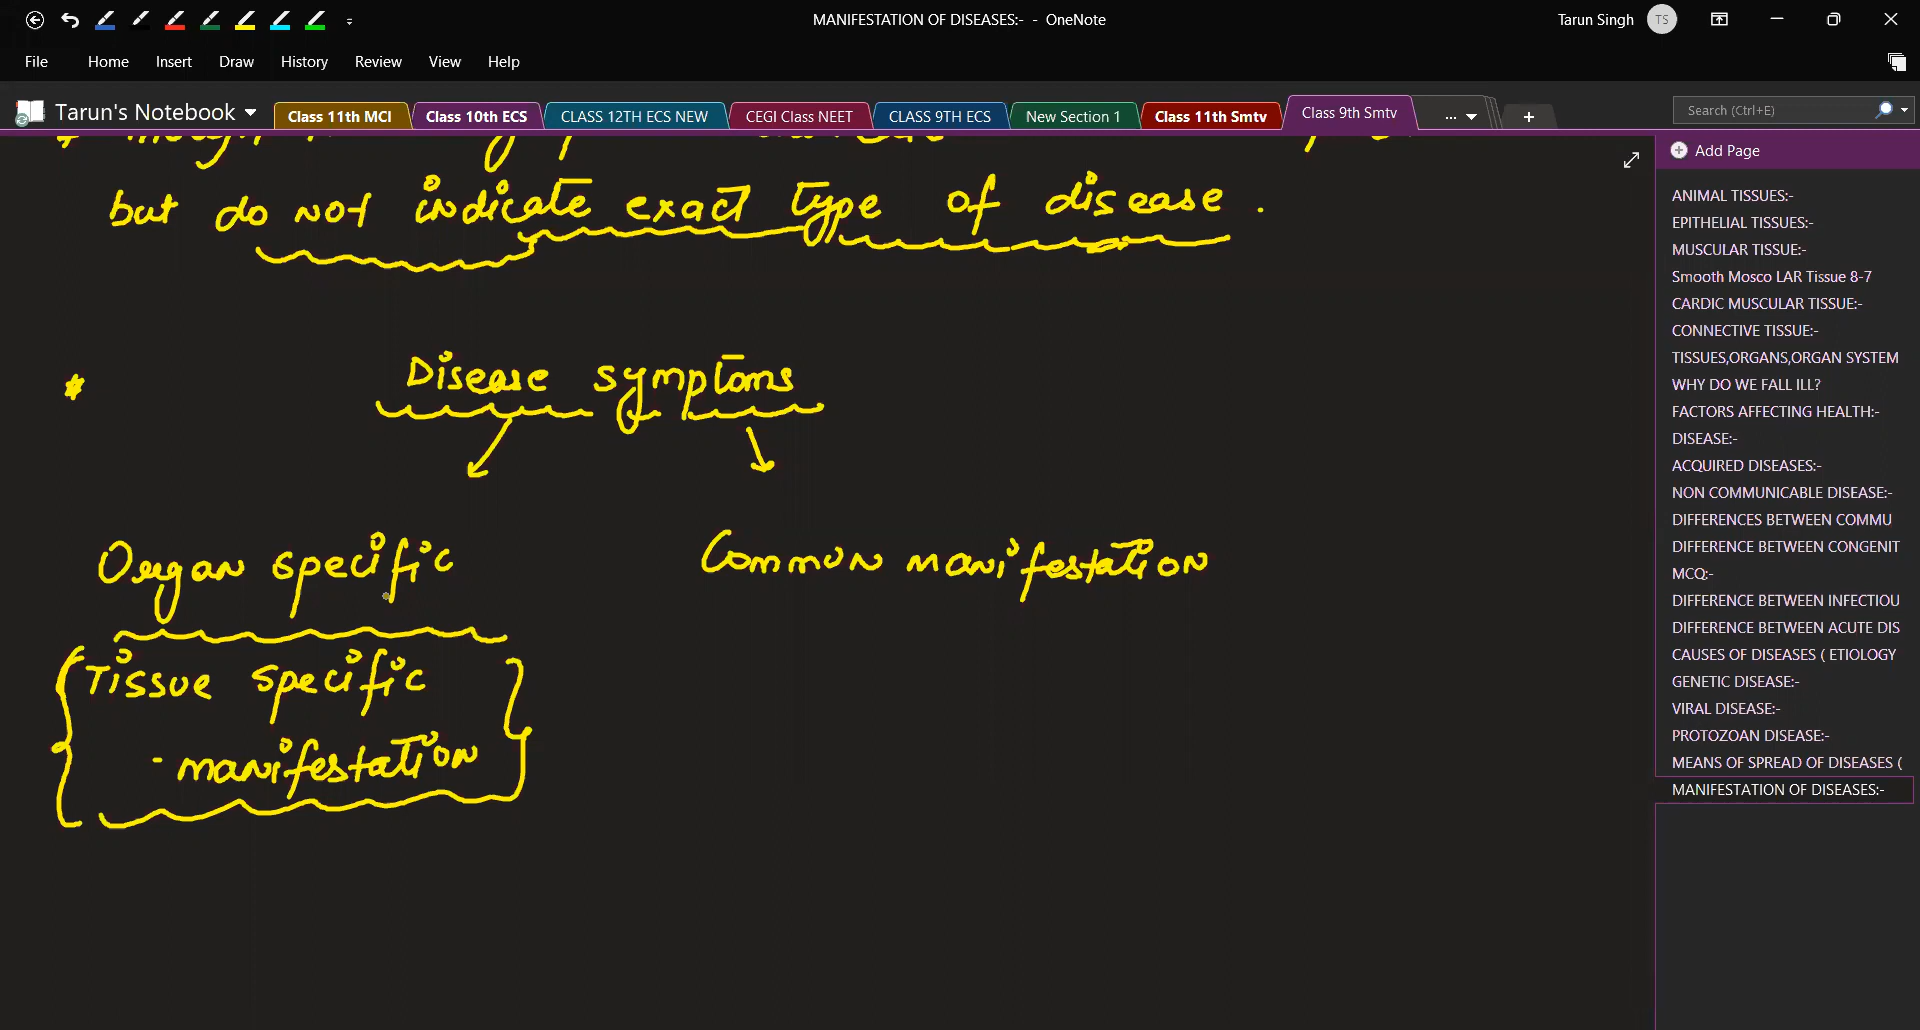 MANIFESTATION OF DISEASES:- - OneNote
Tarun Singh
TS
File Home Insert Draw History Review View Help
Tarun's Notebook
Class 11th MCI
Class 10th ECS
CLASS 12TH ECS NEW
CEGI Class NEET
CLASS 9TH ECS
New Section 1
Class 11th Smtv
Class 9th Smtv
...
+
Search (Ctrl+E)
but do not indicate exact type of disease .
* Disease symptoms
Organ specific
Common manifestation
Tissue specific
- manifestation
Add Page
ANIMAL TISSUES:-
EPITHELIAL TISSUES:-
MUSCULAR TISSUE:-
Smooth Mosco LAR Tissue 8-7
CARDIC MUSCULAR TISSUE:-
CONNECTIVE TISSUE:-
TISSUES,ORGANS,ORGAN SYSTEM
WHY DO WE FALL ILL?
FACTORS AFFECTING HEALTH:-
DISEASE:-
ACQUIRED DISEASES:-
NON COMMUNICABLE DISEASE:-
DIFFERENCES BETWEEN COMMU
DIFFERENCE BETWEEN CONGENIT
MCQ:-
DIFFERENCE BETWEEN INFECTIOU
DIFFERENCE BETWEEN ACUTE DIS
CAUSES OF DISEASES ( ETIOLOGY
GENETIC DISEASE:-
VIRAL DISEASE:-
PROTOZOAN DISEASE:-
MEANS OF SPREAD OF DISEASES (
MANIFESTATION OF DISEASES:-